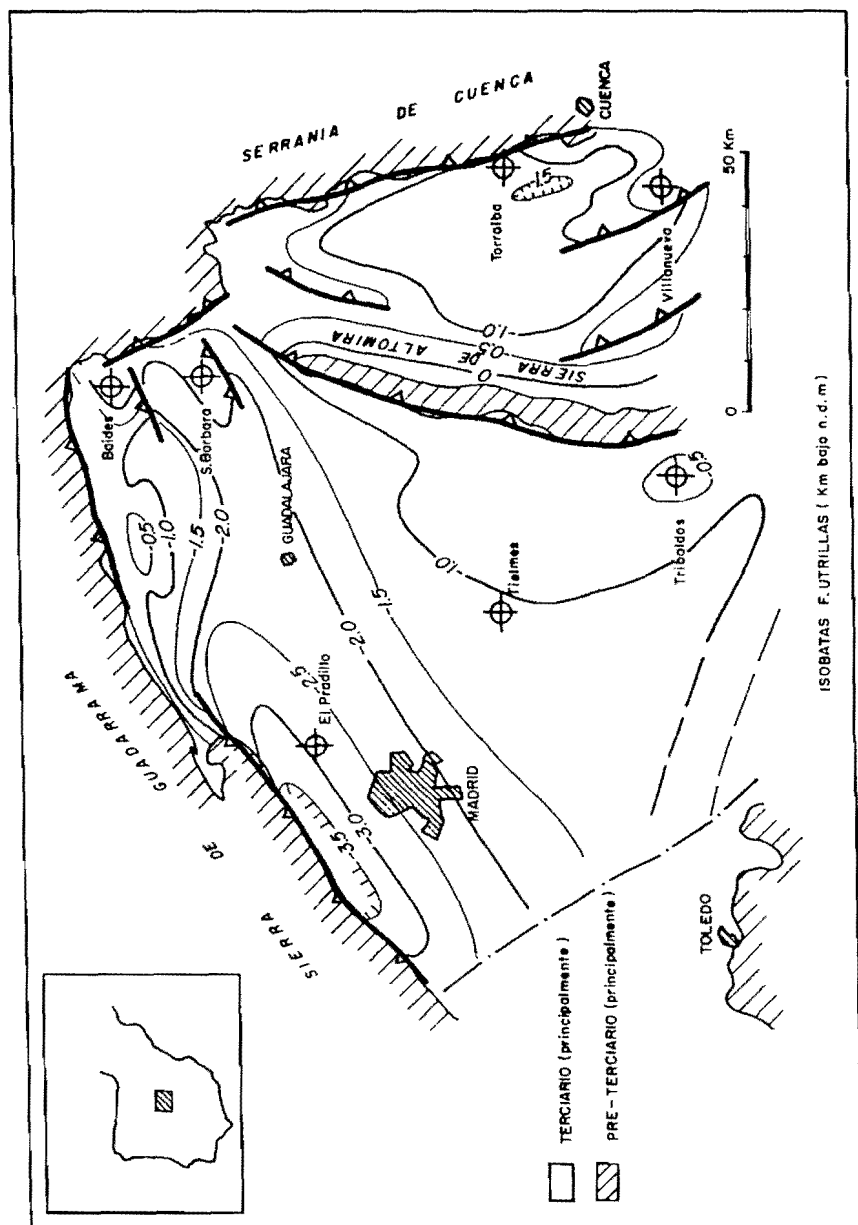 SIERRA DE GUADARRAMA
SERRANIA DE CUENCA
CUENCA
Baides
S. Barbara
GUADALAJARA
El Pradillo
MADRID
Tielmes
Tribaldos
Torralba
Villanueva
SIERRA DE ALTOMIRA
TOLEDO
-0.5
-1.0
-1.5
-2.0
-2.5
-3.0
-3.5
-2.0
-1.5
-1.0
-0.5
0
-0.5
-1.0
-1.5
0
50 Km
TERCIARIO (principalmente)
PRE-TERCIARIO (principalmente)
ISOBATAS F. UTRILLAS (Km bajo n.d.m)